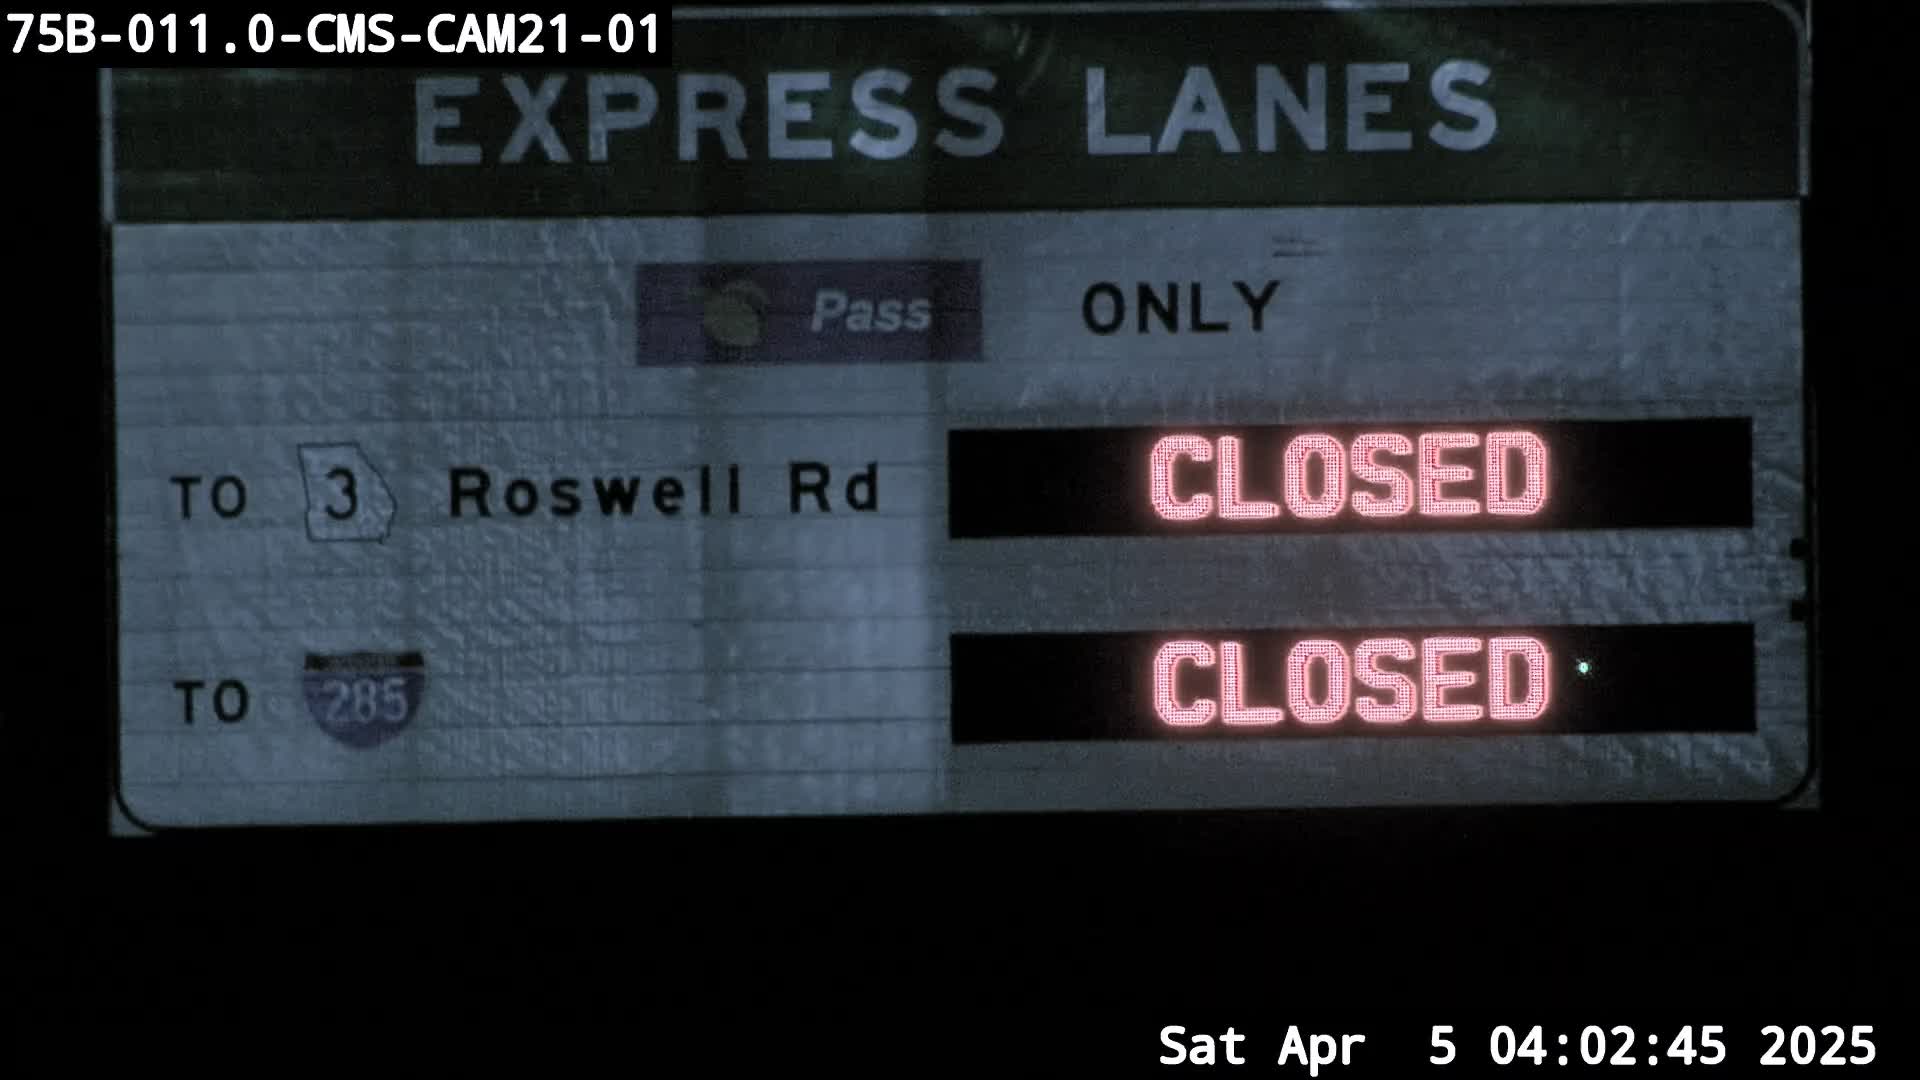 75B-011.0-CMS-CAM21-01
EXPRESS LANES
Pass ONLY
TO 3 Roswell Rd CLOSED
TO 285 CLOSED
Sat Apr 5 04:02:45 2025